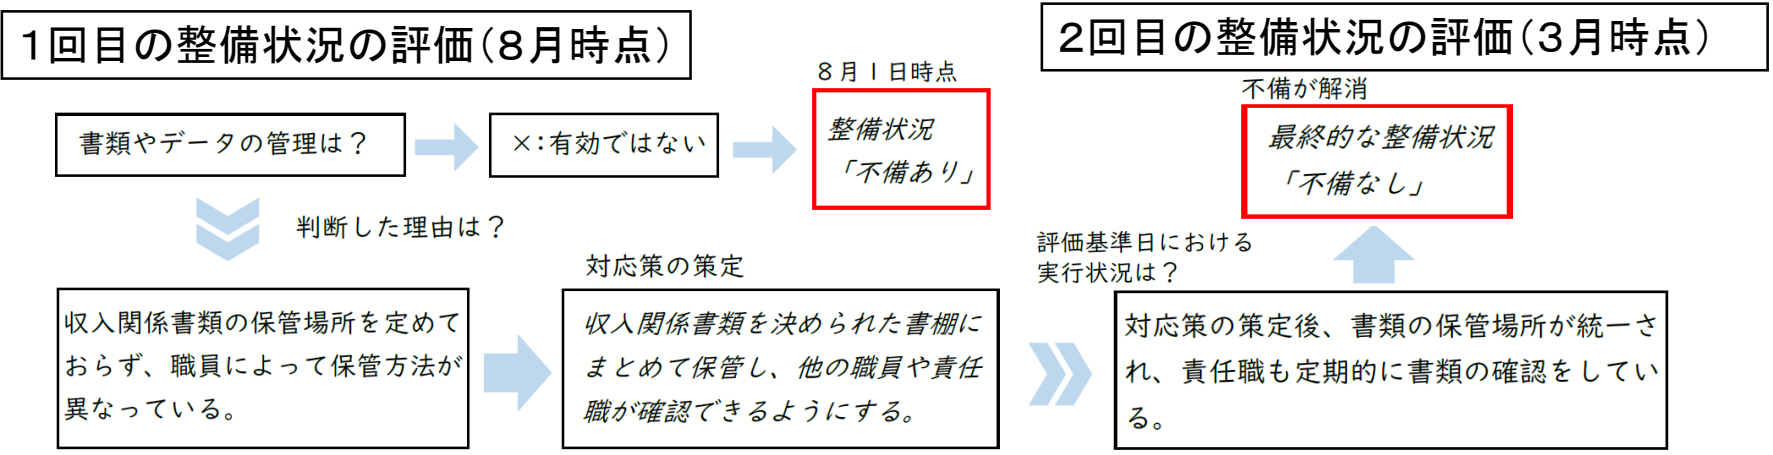 １回目の整備状況の評価（８月時点）
書類やデータの管理は？
×：有効ではない
８月１日時点
整備状況
「不備あり」
判断した理由は？
収入関係書類の保管場所を定めて
おらず、職員によって保管方法が
異なっている。
対応策の策定
収入関係書類を決められた書棚に
まとめて保管し、他の職員や責任
職が確認できるようにする。
２回目の整備状況の評価（３月時点）
不備が解消
最終的な整備状況
「不備なし」
評価基準日における
実行状況は？
対応策の策定後、書類の保管場所が統一さ
れ、責任職も定期的に書類の確認をしてい
る。